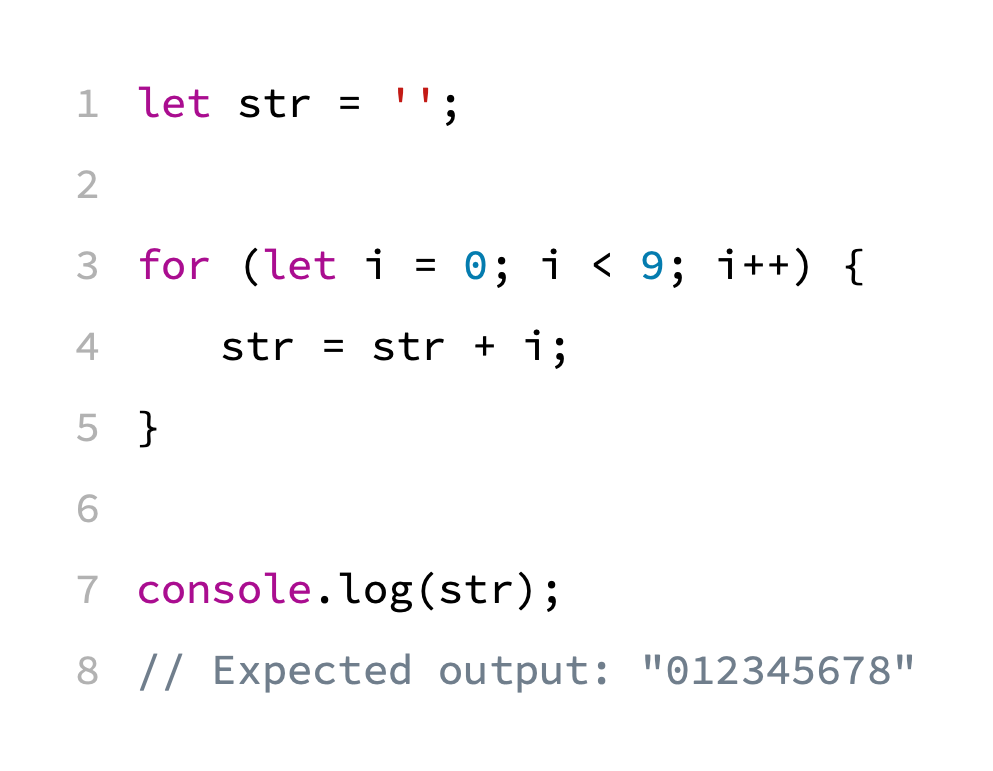 1 let str = '';
2
3 for (let i = 0; i < 9; i++) {
4 str = str + i;
5 }
6
7 console.log(str);
8 // Expected output: "012345678"